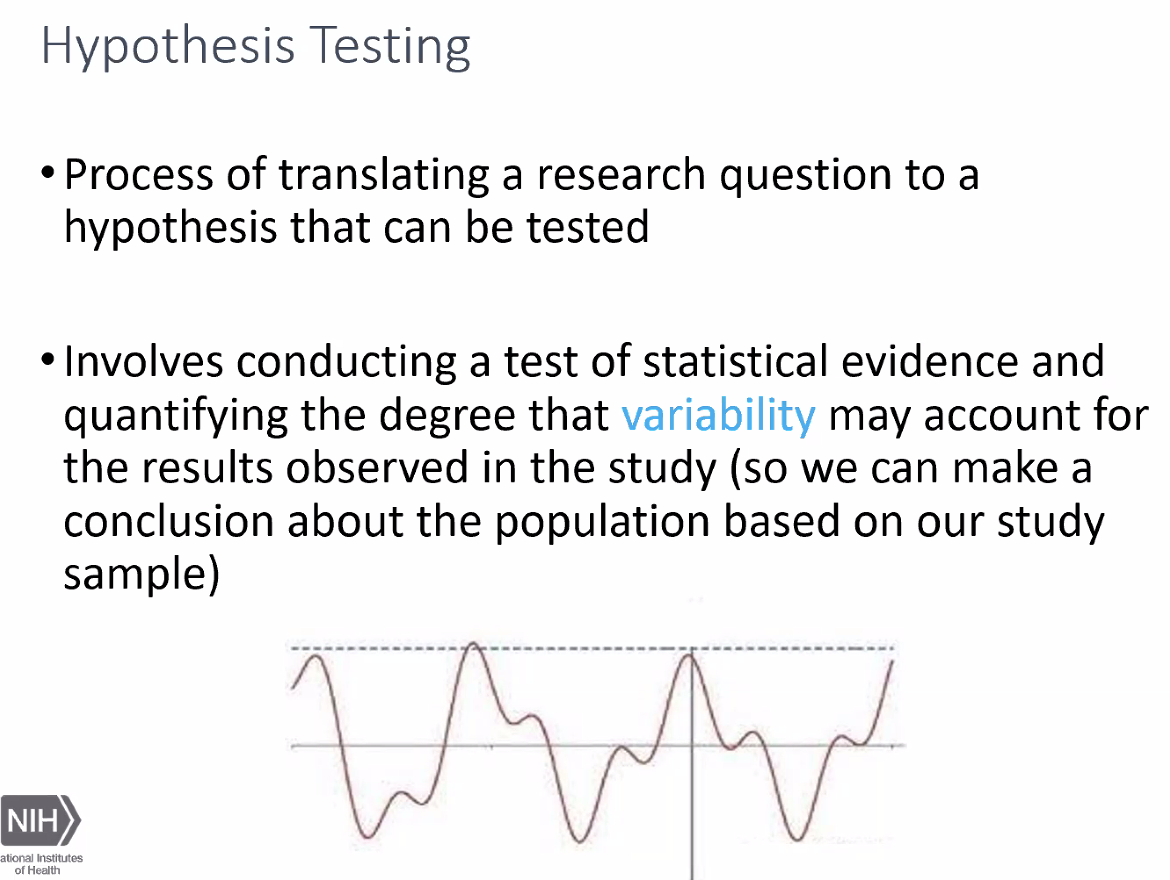 Hypothesis Testing
• Process of translating a research question to a
hypothesis that can be tested
• Involves conducting a test of statistical evidence and
quantifying the degree that variability may account for
the results observed in the study (so we can make a
conclusion about the population based on our study
sample)
NIH
ational Institutes
of Health